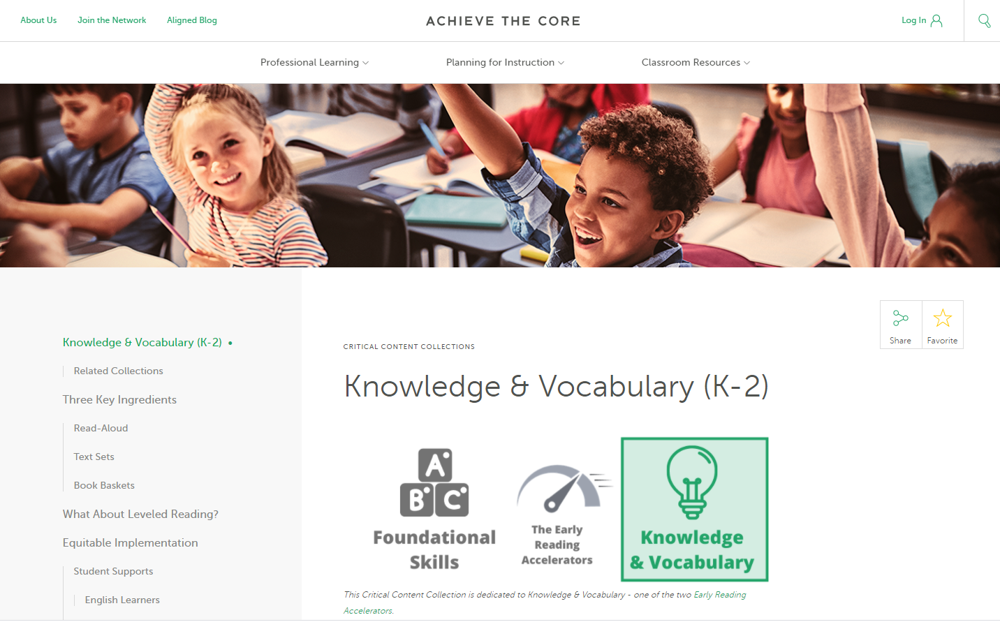 About Us
Join the Network
Aligned Blog
ACHIEVE THE CORE
Log In
Professional Learning
Planning for Instruction
Classroom Resources
Share
Favorite
Knowledge & Vocabulary (K-2)
Related Collections
Three Key Ingredients
Read-Aloud
Text Sets
Book Baskets
What About Leveled Reading?
Equitable Implementation
Student Supports
English Learners
CRITICAL CONTENT COLLECTIONS
Knowledge & Vocabulary (K-2)
A
B C
Foundational
Skills
The Early
Reading
Accelerators
Knowledge
& Vocabulary
This Critical Content Collection is dedicated to Knowledge & Vocabulary - one of the two Early Reading
Accelerators.